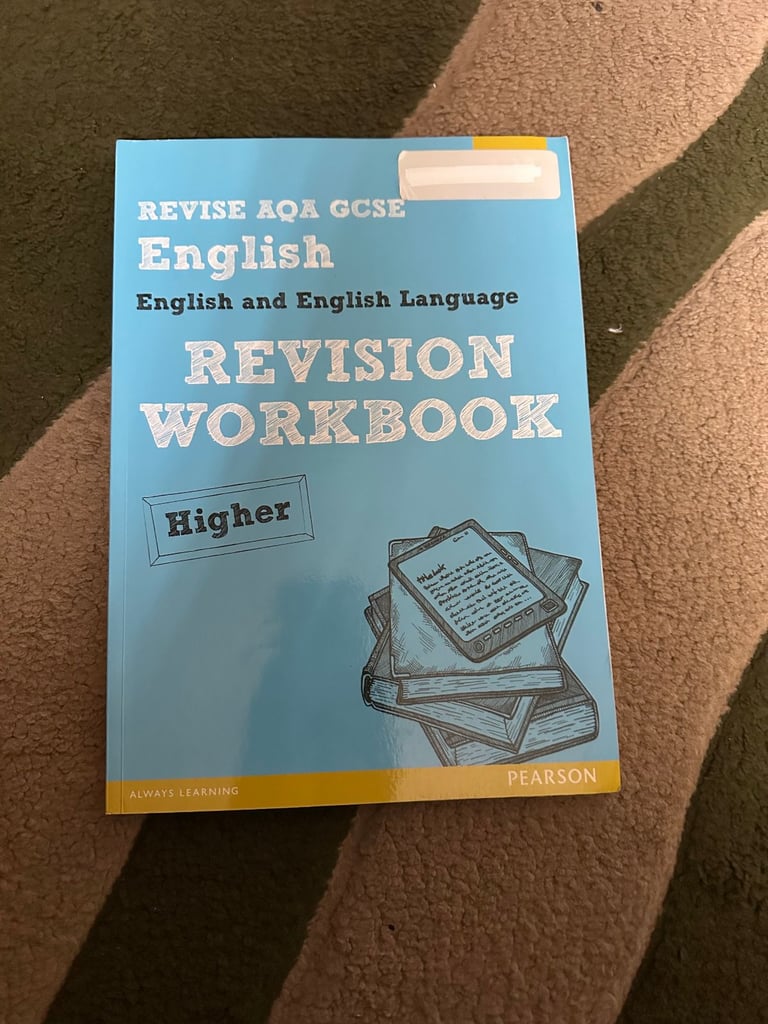 REVISE AQA GCSE
English
English and English Language
REVISION
WORKBOOK
Higher
ALWAYS LEARNING
PEARSON